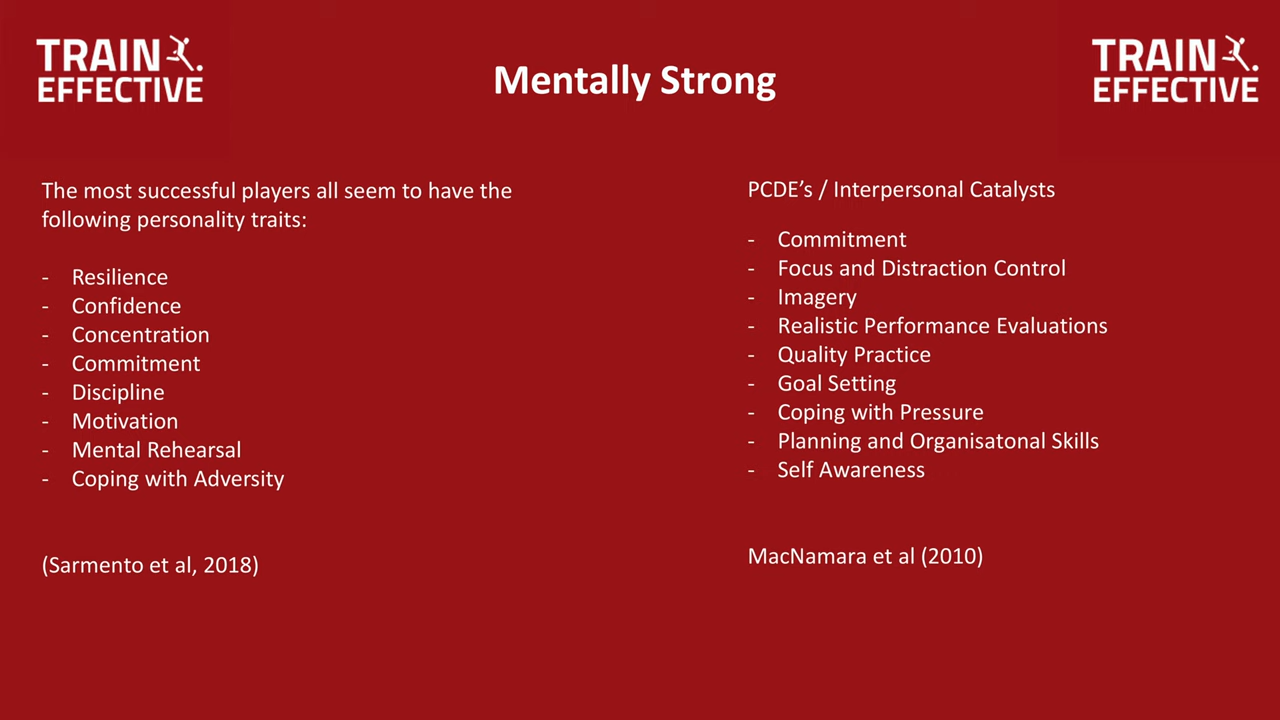 TRAIN
EFFECTIVE
Mentally Strong
TRAIN
EFFECTIVE
The most successful players all seem to have the
following personality traits:
- Resilience
- Confidence
- Concentration
- Commitment
- Discipline
- Motivation
- Mental Rehearsal
- Coping with Adversity
(Sarmento et al, 2018)
PCDE’s / Interpersonal Catalysts
- Commitment
- Focus and Distraction Control
- Imagery
- Realistic Performance Evaluations
- Quality Practice
- Goal Setting
- Coping with Pressure
- Planning and Organisatonal Skills
- Self Awareness
MacNamara et al (2010)